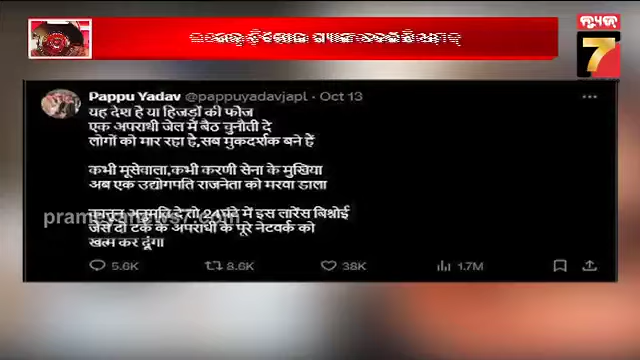 ନ୍ୟୁଜ୍
7
Pappu Yadav @pappuyadavjapl · Oct 13
यह देश है या हिजड़ों की फौज
एक अपराधी जेल में बैठ चुनौती दे
लोगों को मार रहा है,सब मुकदर्शक बने हैं
कभी मूसेवाला,कभी करणी सेना के मुखिया
अब एक उद्योगपति राजनेता को मरवा डाला
कानून अनुमति दे तो 24 घंटे में इस लारेंस बिश्नोई
जैसे दो टके के अपराधी के पूरे नेटवर्क को
खत्म कर दूंगा
5.6K 8.6K 38K 1.7M
prameyanews7.com